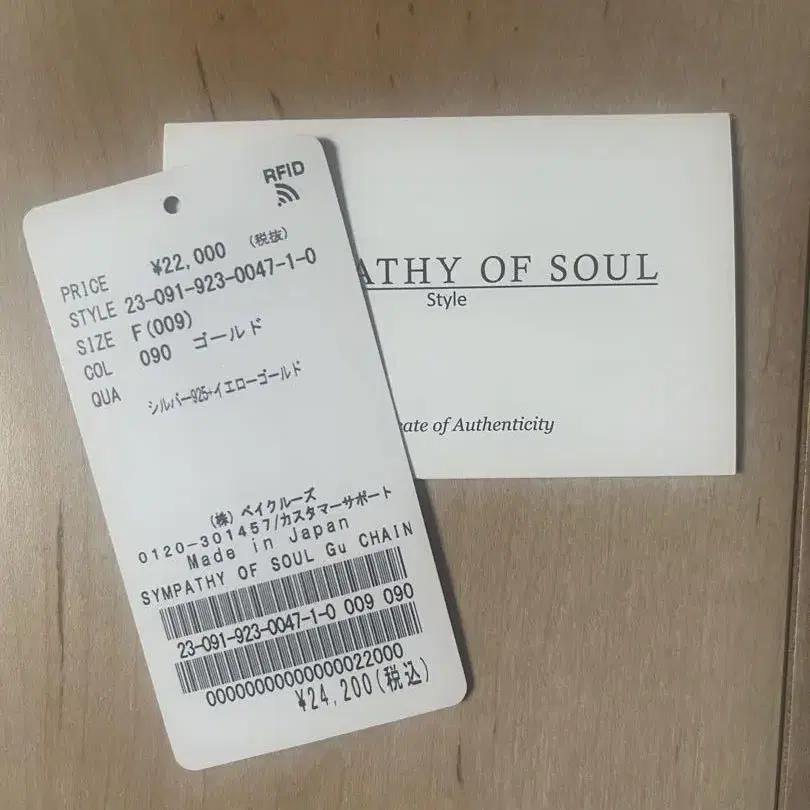 RFID
PRICE ¥22,000 (税抜)
STYLE 23-091-923-0047-1-0
SIZE F(009)
COL 090 ゴールド
QUA
シルバー925+イエローゴールド
(株) ベイクルーズ
0120-301457/カスタマーサポート
Made in Japan
SYMPATHY OF SOUL Gu CHAIN
23-091-923-0047-1-0 009 090
00000000000000022000
¥24,200(税込)
ATHY OF SOUL
Style
cate of Authenticity